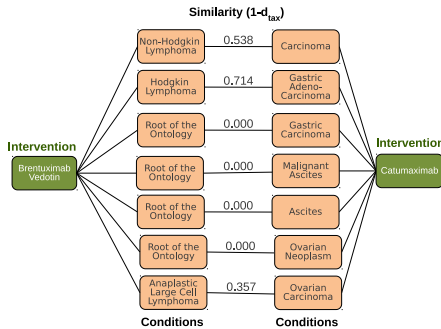 Similarity (1-dtax)
Non-Hodgkin
Lymphoma
0.538
Carcinoma
Hodgkin
Lymphoma
0.714
Gastric
Adeno-
Carcinoma
Root of the
Ontology
0.000
Gastric
Carcinoma
Intervention
Brentuximab
Vedotin
Root of the
Ontology
0.000
Malignant
Ascites
Intervention
Catumaximab
Root of the
Ontology
0.000
Ascites
Root of the
Ontology
0.000
Ovarian
Neoplasm
Anaplastic
Large Cell
Lymphoma
0.357
Ovarian
Carcinoma
Conditions
Conditions